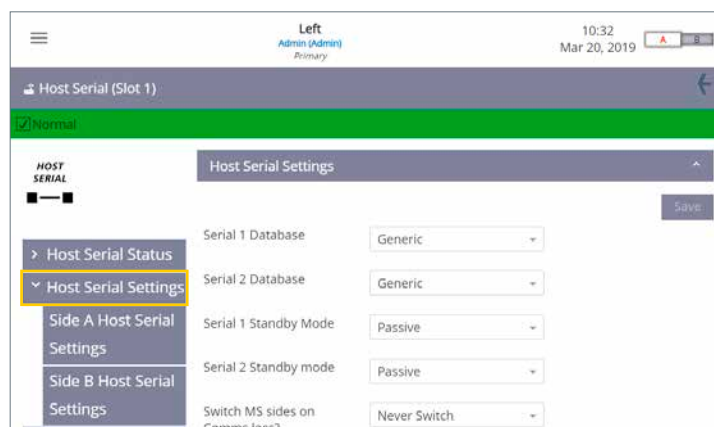 Left
Admin (Admin)
Primary
10:32
Mar 20, 2019
A
B
Host Serial (Slot 1)
Normal
HOST
SERIAL
Host Serial Settings
Save
> Host Serial Status
Host Serial Settings
Side A Host Serial
Settings
Side B Host Serial
Settings
Serial 1 Database
Generic
Serial 2 Database
Generic
Serial 1 Standby Mode
Passive
Serial 2 Standby mode
Passive
Switch MS sides on
Comms loss?
Never Switch